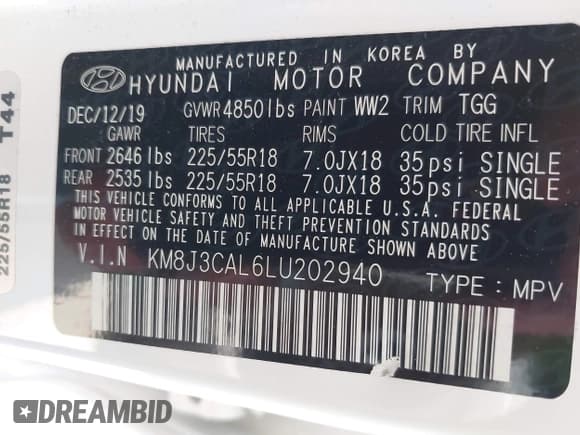 MANUFACTURED IN KOREA BY
HYUNDAI MOTOR COMPANY
DEC/12/19 GVWR 4850lbs PAINT WW2 TRIM TGG
GAWR TIRES RIMS COLD TIRE INFL
FRONT 2646 lbs 225/55R18 7.0JX18 35psi SINGLE
REAR 2535 lbs 225/55R18 7.0JX18 35psi SINGLE
THIS VEHICLE CONFORMS TO ALL APPLICABLE U.S.A. FEDERAL
MOTOR VEHICLE SAFETY AND THEFT PREVENTION STANDARDS
IN EFFECT ON THE DATE OF MANUFACTURE SHOWN ABOVE
V.I.N KM8J3CAL6LU202940 TYPE : MPV
225/55R18 T44
DREAMBID